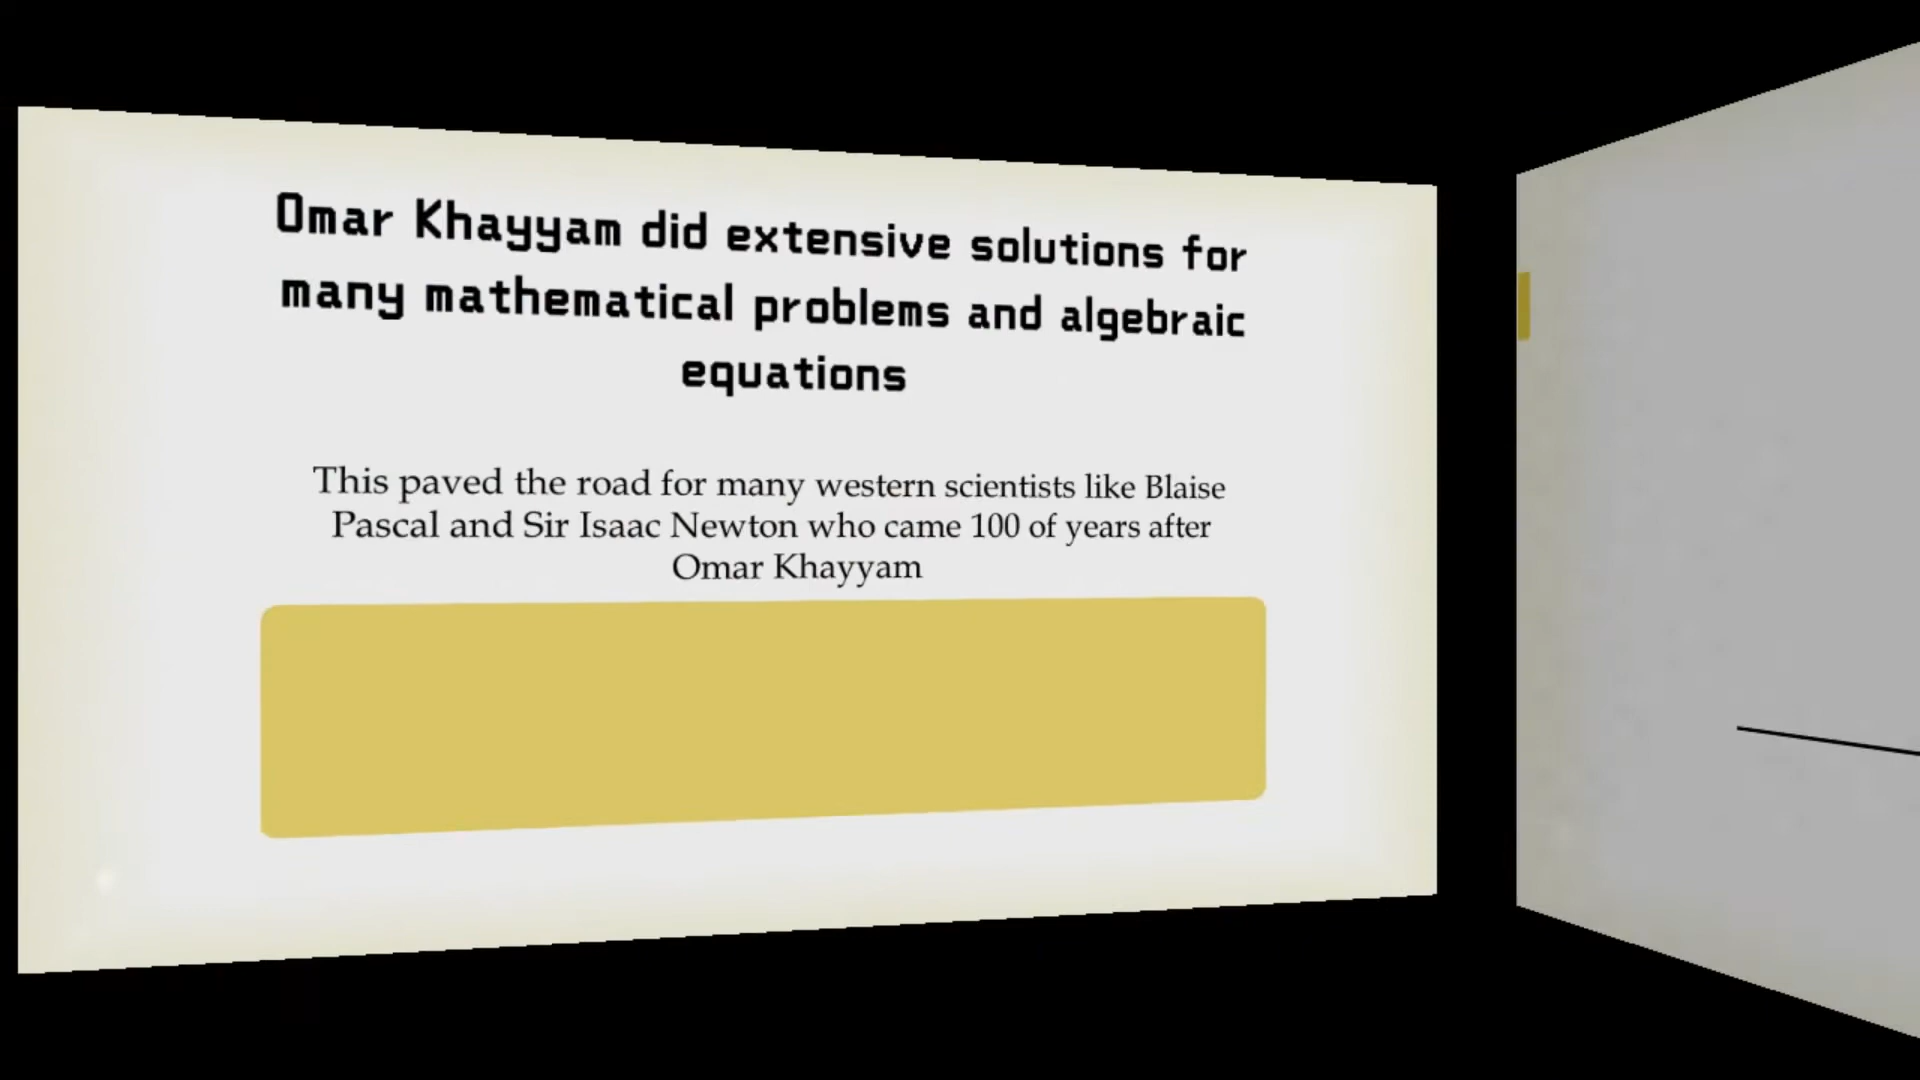 Omar Khayyam did extensive solutions for
many mathematical problems and algebraic
equations
This paved the road for many western scientists like Blaise
Pascal and Sir Isaac Newton who came 100 of years after
Omar Khayyam